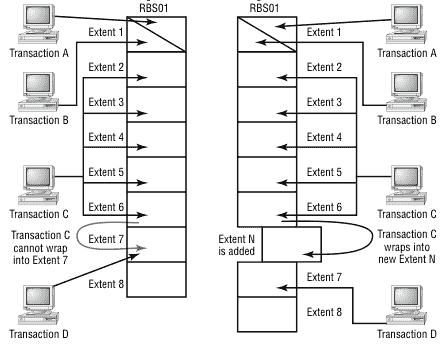 RBS01
Transaction A
Extent 1
Transaction B
Extent 2
Extent 3
Extent 4
Extent 5
Transaction C
Extent 6
Transaction C
cannot wrap
into Extent 7
Extent 7
Extent 8
Transaction D
RBS01
Transaction A
Extent 1
Transaction B
Extent 2
Extent 3
Extent 4
Extent 5
Transaction C
Extent 6
Transaction C
wraps into
new Extent N
Extent N
is added
Extent 7
Extent 8
Transaction D